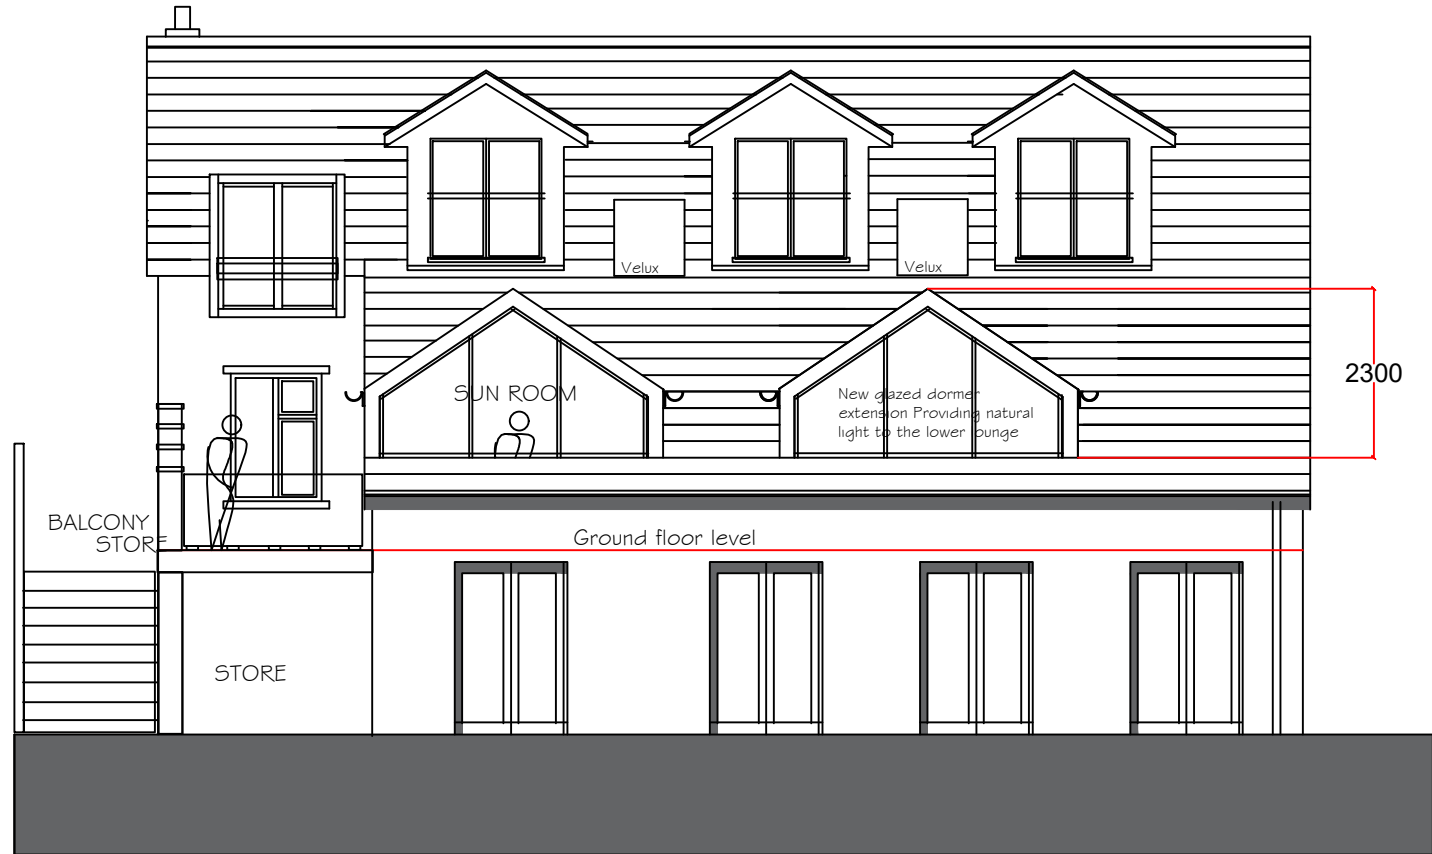 Velux
Velux
2300
SUN ROOM
New glazed dormer
extension Providing natural
light to the lower lounge
BALCONY
STORE
Ground floor level
STORE